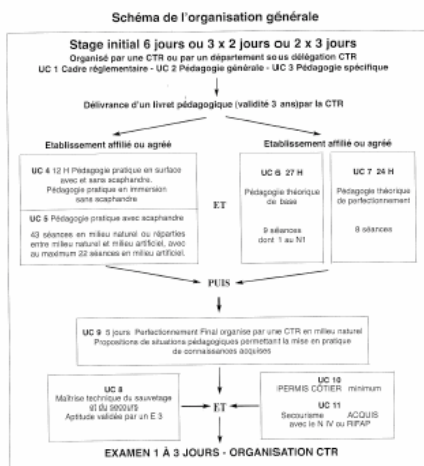 Schéma de l'organisation générale
Stage initial 6 jours ou 3 x 2 jours ou 2 x 3 jours
Organisé par une CTR ou par un département sous délégation CTR
UC 1 Cadre réglementaire - UC 2 Pédagogie générale - UC 3 Pédagogie spécifique
Délivrance d'un livret pédagogique (validité 3 ans) par la CTR
Etablissement affilié ou agréé
Etablissement affilié ou agréé
UC 4 12 H Pédagogie pratique en surface
avec et sans scaphandre.
Pédagogie pratique en immersion
sans scaphandre
UC 5 Pédagogie pratique avec scaphandre
43 séances en milieu naturel ou réparties
entre milieu naturel et milieu artificiel, avec
au maximum 22 séances en milieu artificiel.
ET
UC 6 27 H
Pédagogie théorique
de base
9 séances
dont 1 au N1
UC 7 24 H
Pédagogie théorique
de perfectionnement
8 séances
PUIS
UC 9 5 jours Perfectionnement Final organise par une CTR en milieu naturel
Propositions de situations pédagogiques permettant la mise en pratique
de connaissances acquises
UC 8
Maîtrise technique du sauvetage
et du secours
Aptitude validée par un E 3
ET
UC 10
PERMIS CÔTIER minimum
UC 11
Secourisme ACQUIS
avec le N IV ou RIFAP
EXAMEN 1 À 3 JOURS - ORGANISATION CTR